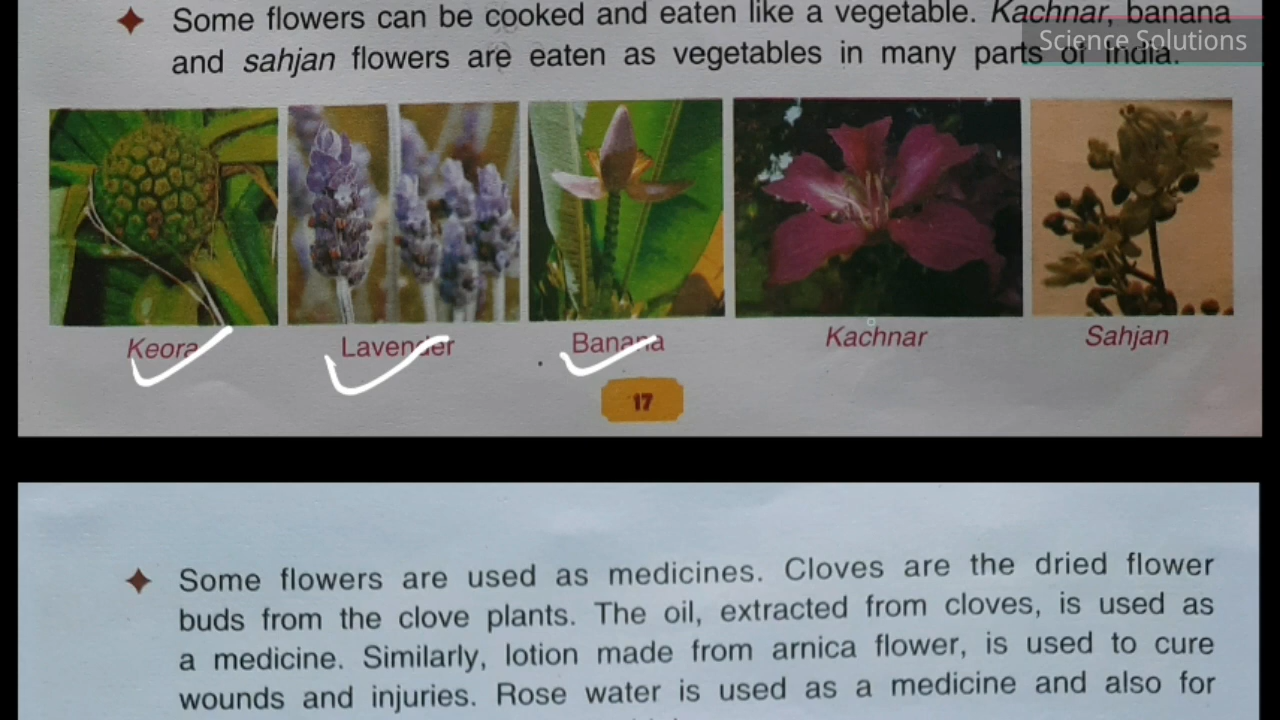 Some flowers can be cooked and eaten like a vegetable. Kachnar, banana
Science Solutions
and sahjan flowers are eaten as vegetables in many parts of India.
Keora
Lavender
Banana
Kachnar
Sahjan
17
Some flowers are used as medicines. Cloves are the dried flower
buds from the clove plants. The oil, extracted from cloves, is used as
a medicine. Similarly, lotion made from arnica flower, is used to cure
wounds and injuries. Rose water is used as a medicine and also for